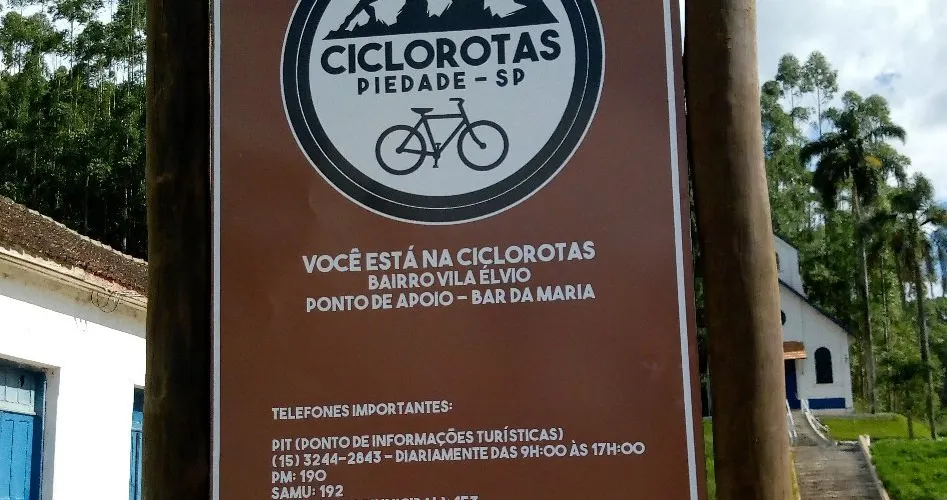 CICLOROTAS
PIEDADE - SP
VOCÊ ESTÁ NA CICLOROTAS
BAIRRO VILA ÉLVIO
PONTO DE APOIO - BAR DA MARIA
TELEFONES IMPORTANTES:
PIT (PONTO DE INFORMAÇÕES TURÍSTICAS)
(15) 3244-2843 - DIARIAMENTE DAS 9H:00 ÀS 17H:00
PM: 190
SAMU: 192